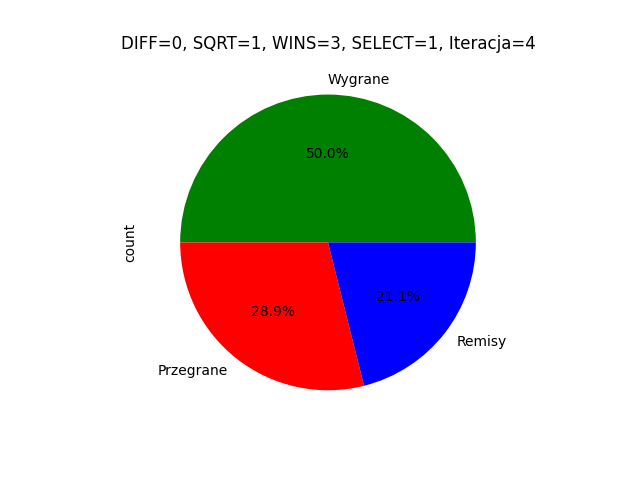 DIFF=0, SQRT=1, WINS=3, SELECT=1, Iteracja=4
Wygrane
50.0%
count
28.9%
21.1%
Remisy
Przegrane